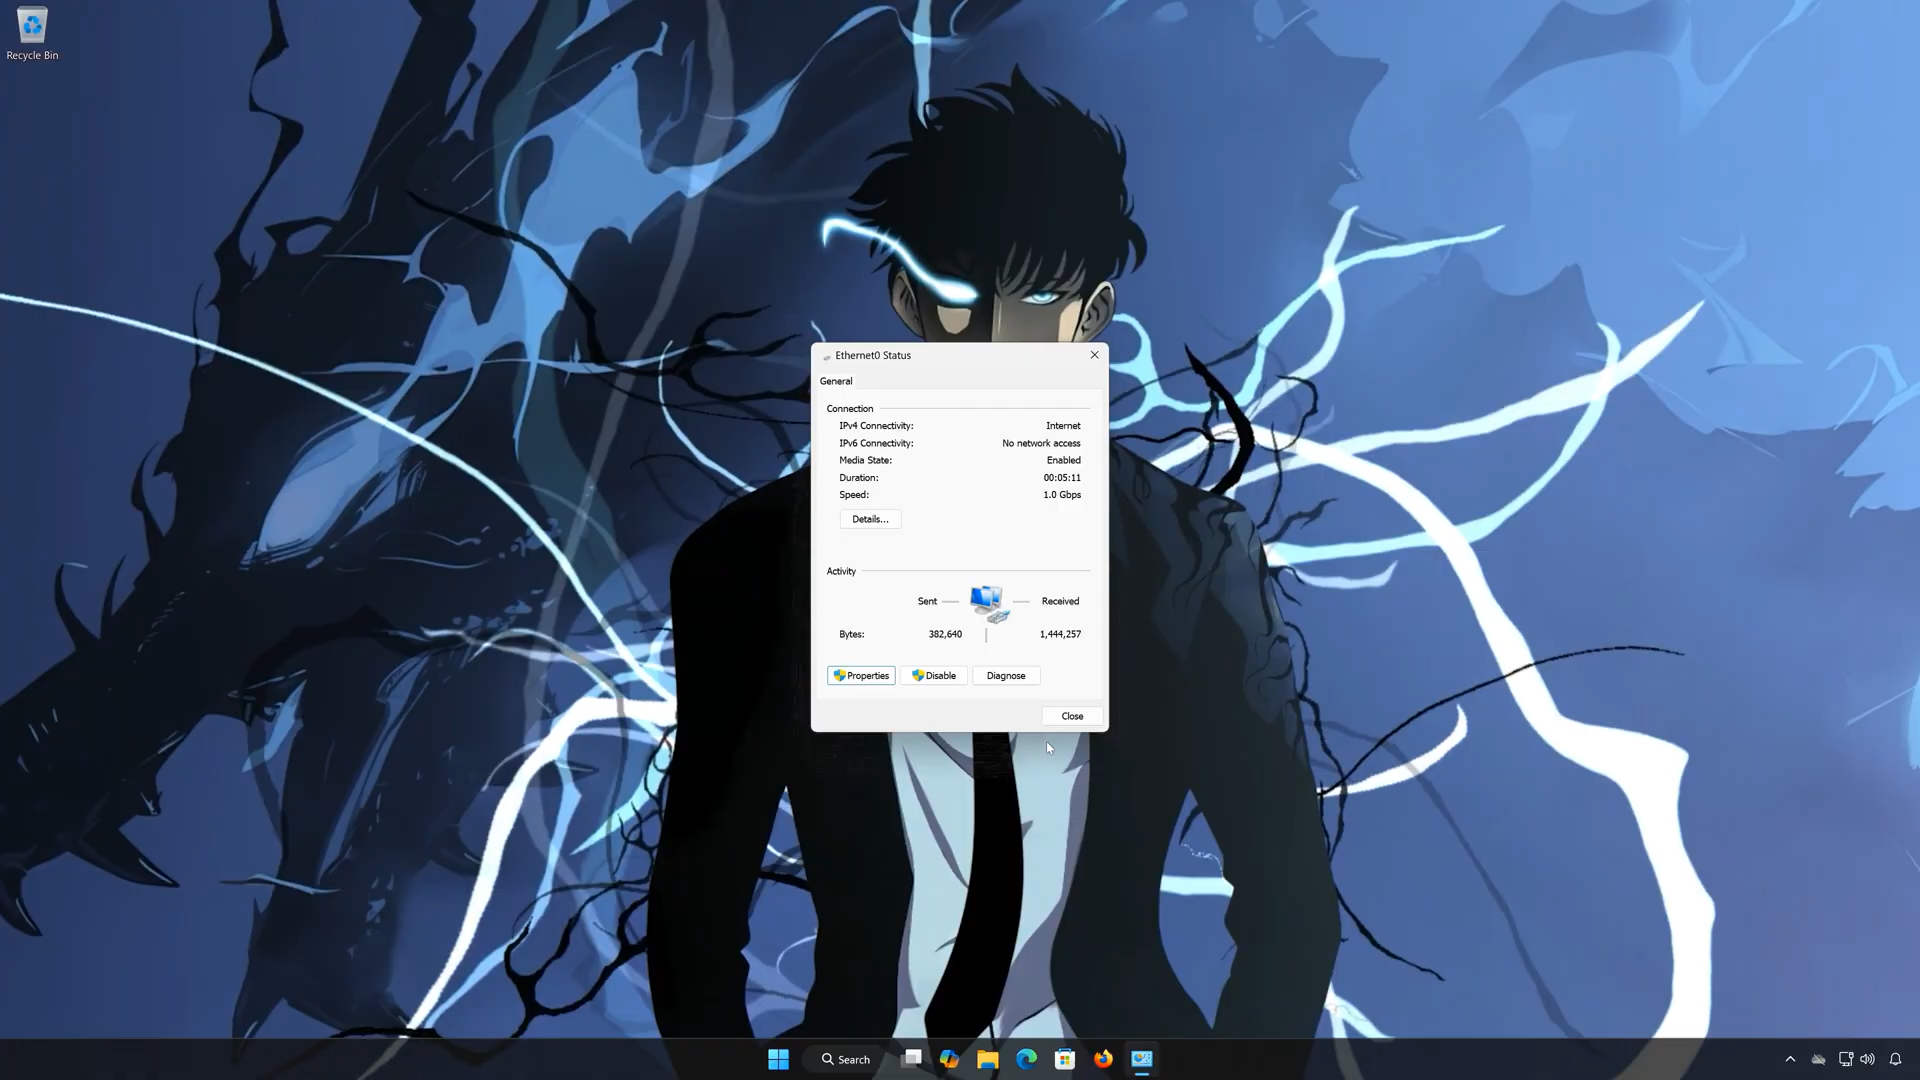 Recycle Bin
Ethernet0 Status
General
Connection
IPv4 Connectivity: Internet
IPv6 Connectivity: No network access
Media State: Enabled
Duration: 00:05:11
Speed: 1.0 Gbps
Details...
Activity
Sent Received
Bytes: 382,640 1,444,257
Properties Disable Diagnose
Close
Search